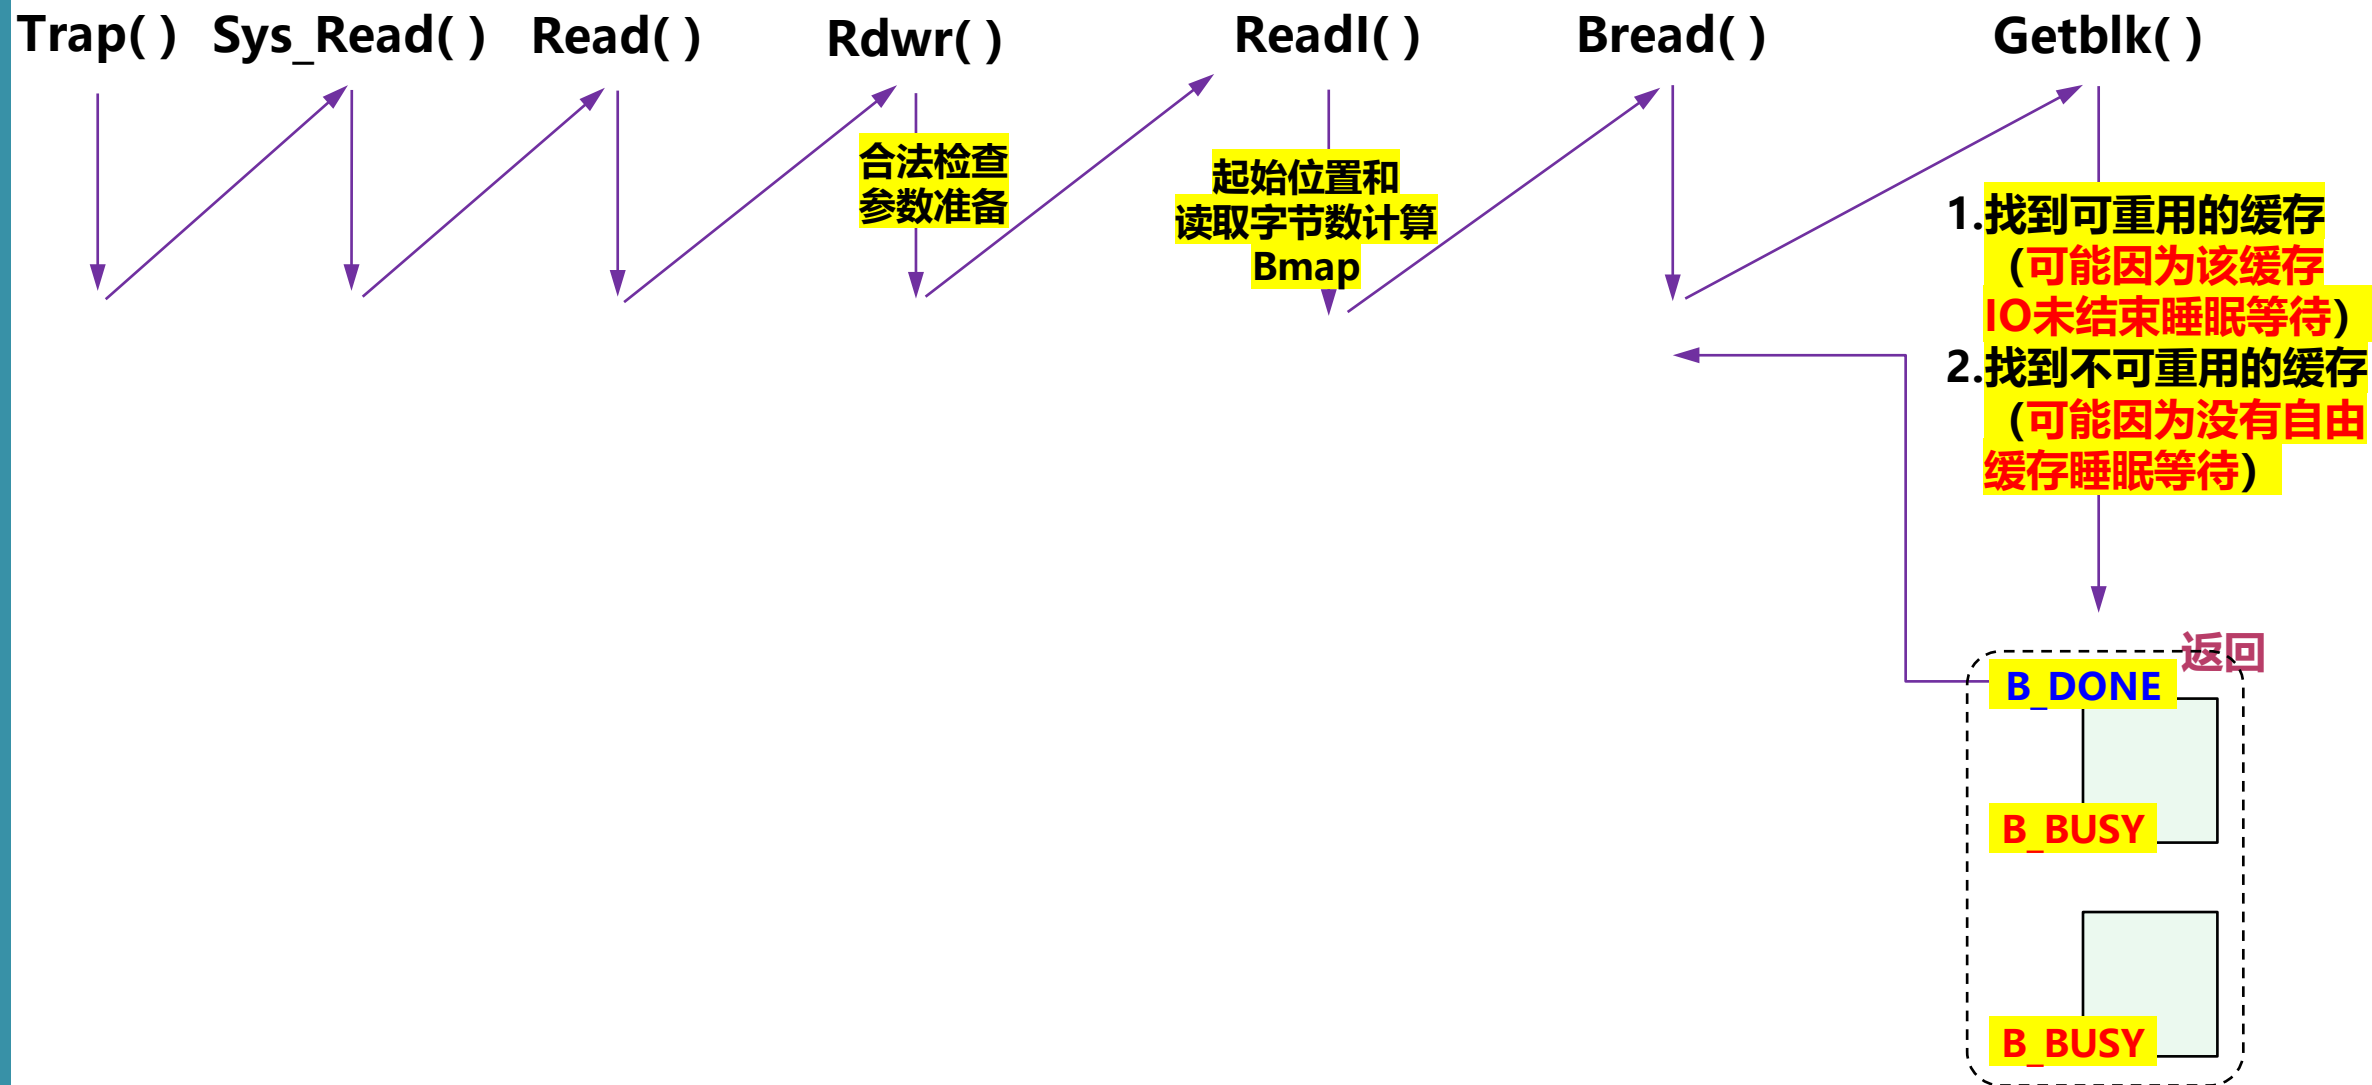 Trap( )
Sys_Read( )
Read( )
Rdwr( )
ReadI( )
Bread( )
Getblk( )
合法检查
参数准备
起始位置和
读取字节数计算
Bmap
1.找到可重用的缓存
（可能因为该缓存
IO未结束睡眠等待）
2.找到不可重用的缓存
（可能因为没有自由
缓存睡眠等待）
返回
B_DONE
B_BUSY
B_BUSY